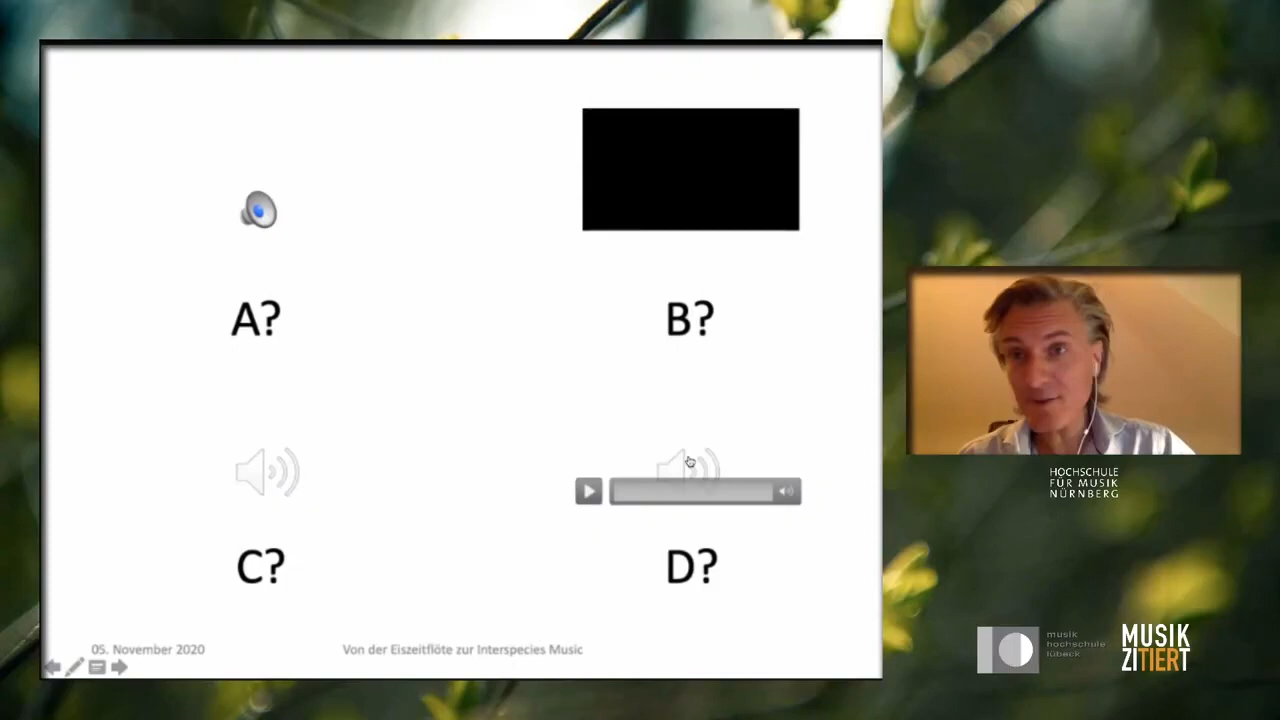 A?
B?
C?
D?
05. November 2020
Von der Eiszeitflöte zur Interspecies Music
HOCHSCHULE
FÜR MUSIK
NÜRNBERG
musik
hochschule
lübeck
MUSIK
ZITIERT